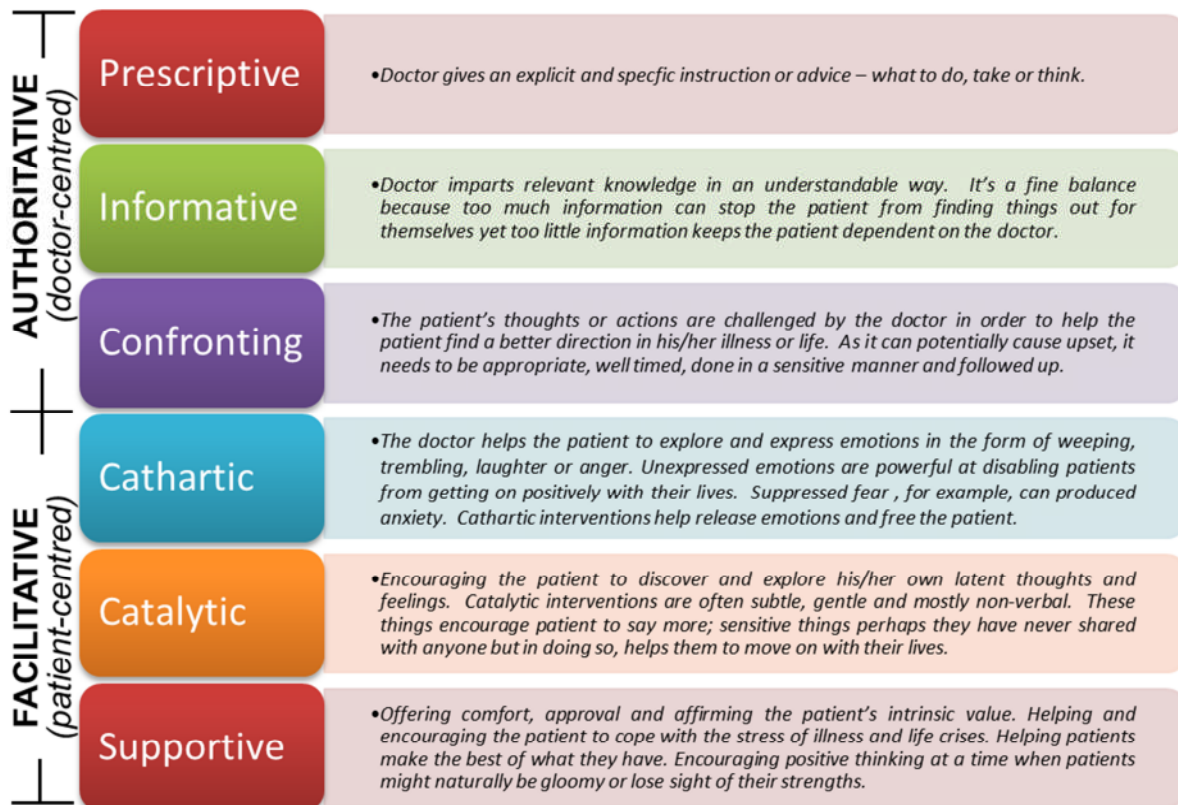 AUTHORITATIVE
(doctor-centred)
Prescriptive
•Doctor gives an explicit and specfic instruction or advice – what to do, take or think.
Informative
•Doctor imparts relevant knowledge in an understandable way. It's a fine balance
because too much information can stop the patient from finding things out for
themselves yet too little information keeps the patient dependent on the doctor.
Confronting
•The patient's thoughts or actions are challenged by the doctor in order to help the
patient find a better direction in his/her illness or life. As it can potentially cause upset, it
needs to be appropriate, well timed, done in a sensitive manner and followed up.
FACILITATIVE
(patient-centred)
Cathartic
•The doctor helps the patient to explore and express emotions in the form of weeping,
trembling, laughter or anger. Unexpressed emotions are powerful at disabling patients
from getting on positively with their lives. Suppressed fear , for example, can produced
anxiety. Cathartic interventions help release emotions and free the patient.
Catalytic
•Encouraging the patient to discover and explore his/her own latent thoughts and
feelings. Catalytic interventions are often subtle, gentle and mostly non-verbal. These
things encourage patient to say more; sensitive things perhaps they have never shared
with anyone but in doing so, helps them to move on with their lives.
Supportive
•Offering comfort, approval and affirming the patient's intrinsic value. Helping and
encouraging the patient to cope with the stress of illness and life crises. Helping patients
make the best of what they have. Encouraging positive thinking at a time when patients
might naturally be gloomy or lose sight of their strengths.